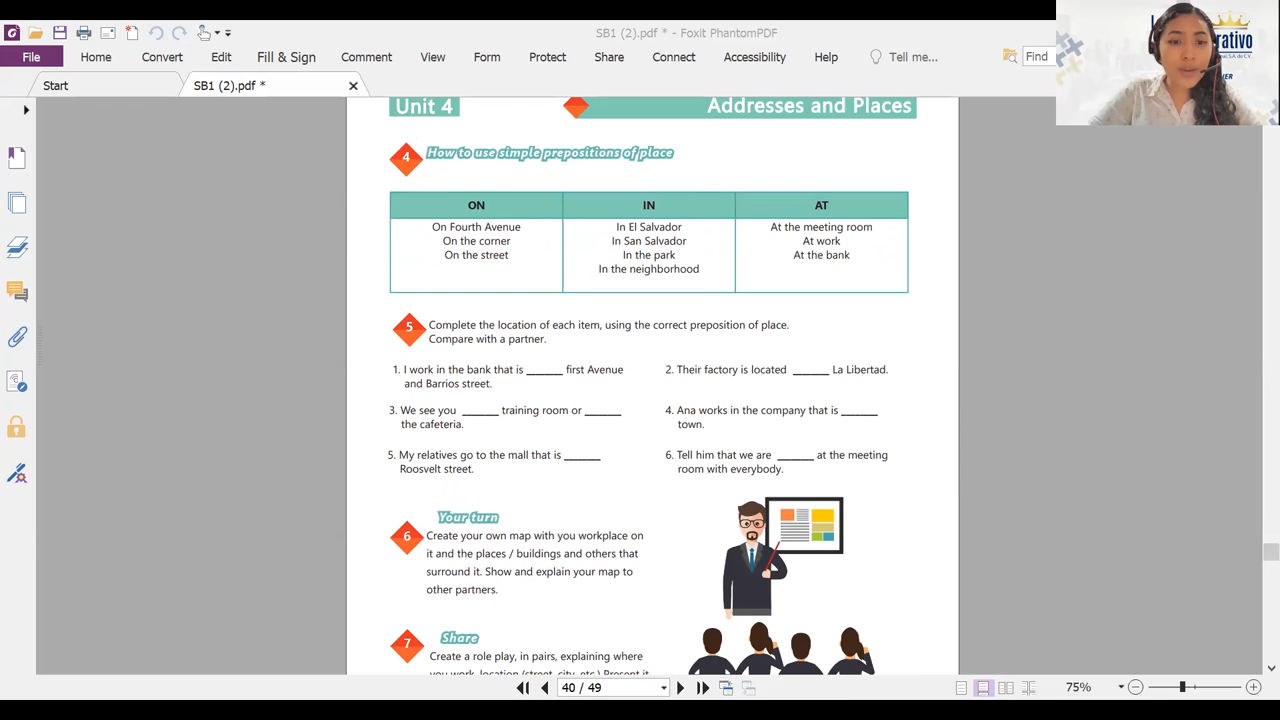 SB1 (2).pdf * - Foxit PhantomPDF
File Home Convert Edit Fill & Sign Comment View Form Protect Share Connect Accessibility Help Tell me... Find
Start SB1 (2).pdf *
Unit 4 Addresses and Places
4 How to use simple prepositions of place
ON IN AT
On Fourth Avenue In El Salvador At the meeting room
On the corner In San Salvador At work
On the street In the park At the bank
In the neighborhood
5 Complete the location of each item, using the correct preposition of place.
Compare with a partner.
1. I work in the bank that is _______ first Avenue
and Barrios street.
2. Their factory is located _______ La Libertad.
3. We see you _______ training room or _______
the cafeteria.
4. Ana works in the company that is _______
town.
5. My relatives go to the mall that is _______
Roosvelt street.
6. Tell him that we are _______ at the meeting
room with everybody.
6 Your turn
Create your own map with you workplace on
it and the places / buildings and others that
surround it. Show and explain your map to
other partners.
7 Share
Create a role play, in pairs, explaining where
you work, location (street, city, etc.) Present it
40 / 49
75%